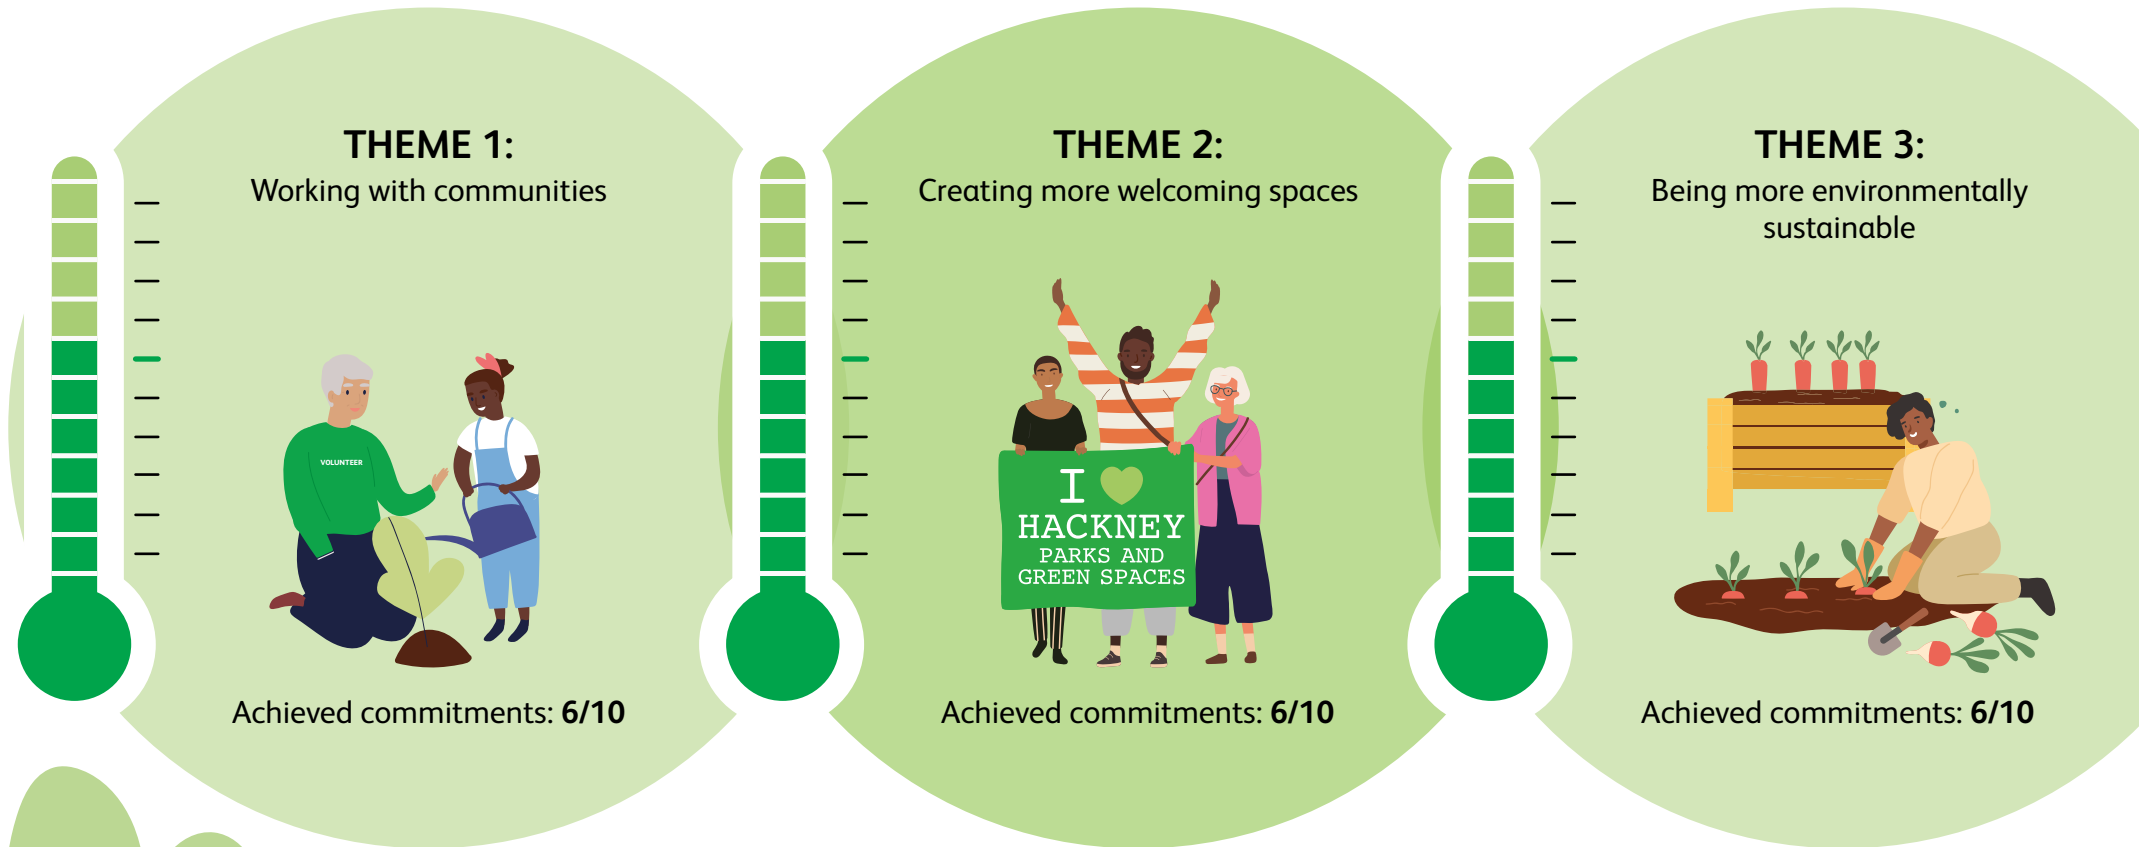 THEME 1:
Working with communities
VOLUNTEER
Achieved commitments: 6/10
THEME 2:
Creating more welcoming spaces
I
HACKNEY
PARKS AND
GREEN SPACES
Achieved commitments: 6/10
THEME 3:
Being more environmentally
sustainable
Achieved commitments: 6/10